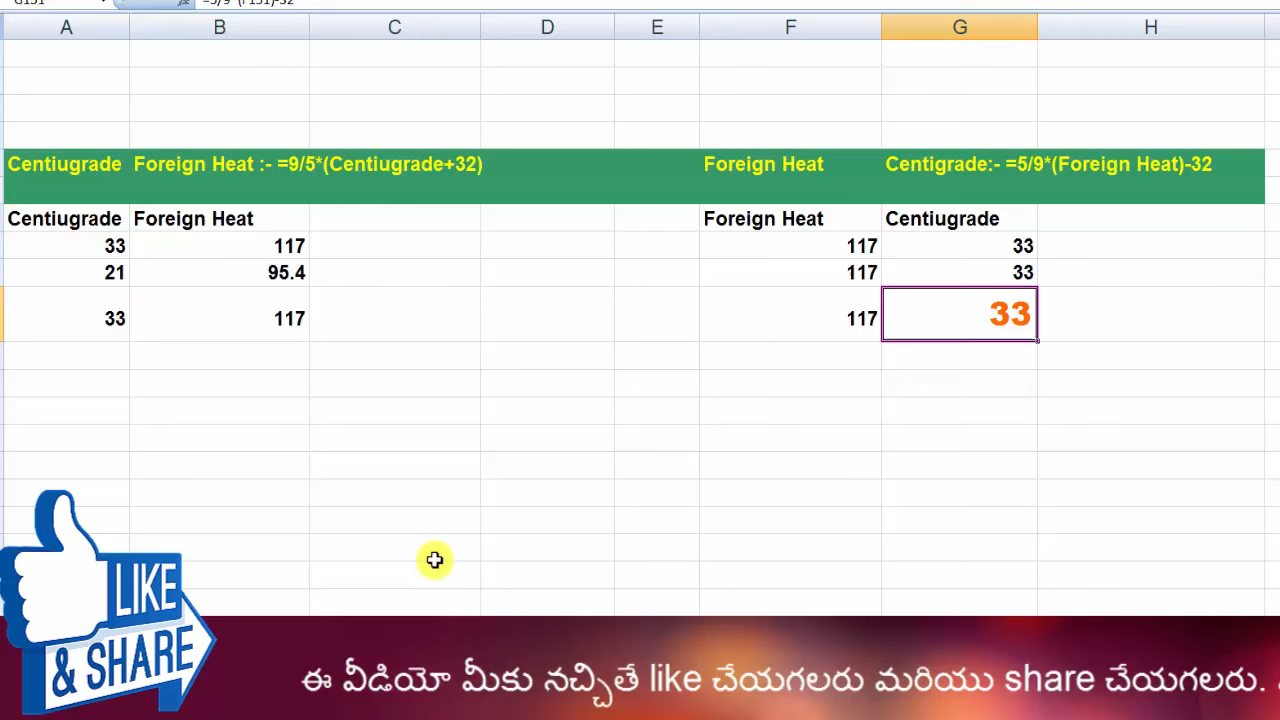 A B C D E F G H
Centiugrade Foreign Heat :- =9/5*(Centiugrade+32) Foreign Heat Centigrade:- =5/9*(Foreign Heat)-32
Centiugrade Foreign Heat Foreign Heat Centiugrade
33 117 117 33
21 95.4 117 33
33 117 117 33
LIKE
& SHARE
ఈ వీడియో మీకు నచ్చితే like చేయగలరు మరియు share చేయగలరు.